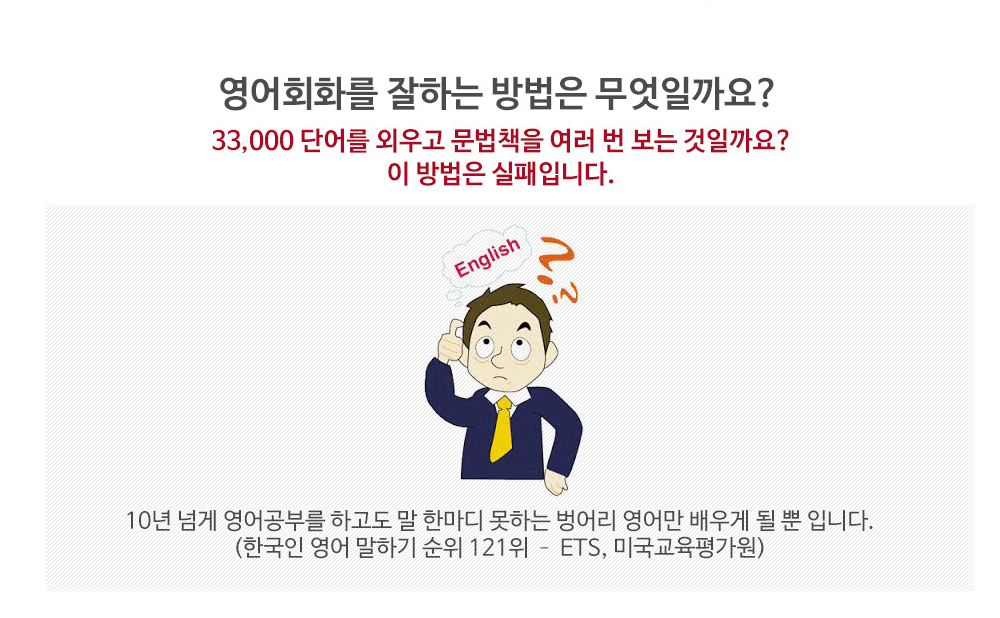 영어회화를 잘하는 방법은 무엇일까요?
33,000 단어를 외우고 문법책을 여러 번 보는 것일까요?
이 방법은 실패입니다.
English
10년 넘게 영어공부를 하고도 말 한마디 못하는 벙어리 영어만 배우게 될 뿐 입니다.
(한국인 영어 말하기 순위 121위 - ETS, 미국교육평가원)